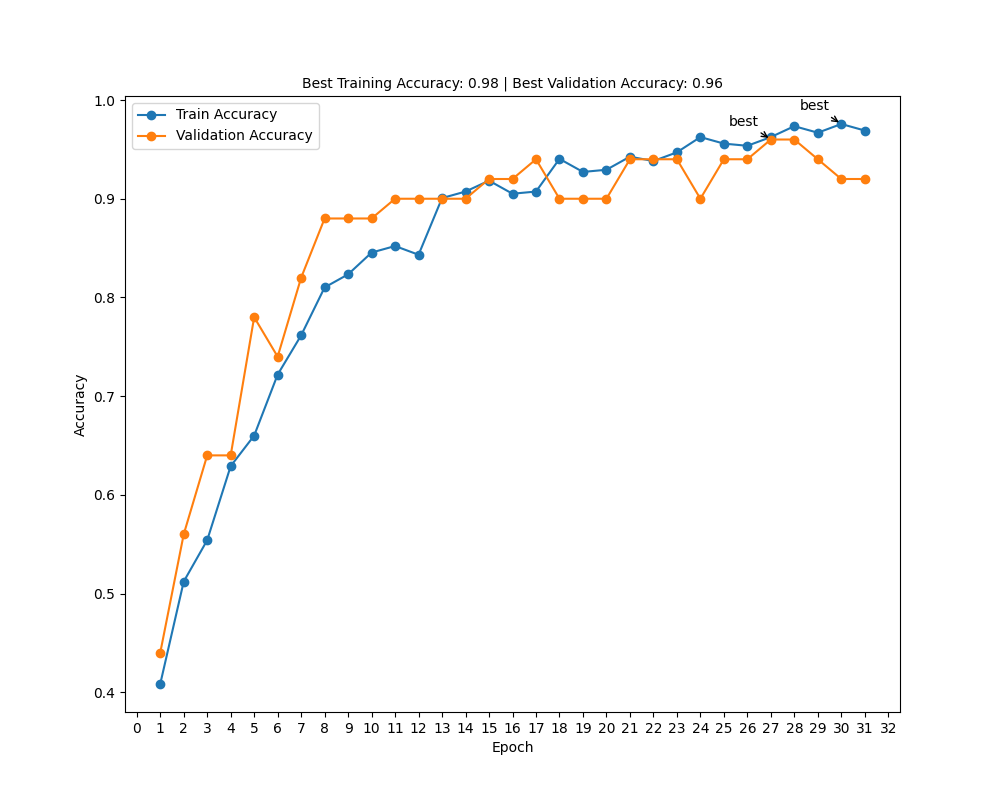 Best Training Accuracy: 0.98 | Best Validation Accuracy: 0.96
Train Accuracy
Validation Accuracy
best
best
1.0
0.9
0.8
0.7
0.6
0.5
0.4
Accuracy
0 1 2 3 4 5 6 7 8 9 10 11 12 13 14 15 16 17 18 19 20 21 22 23 24 25 26 27 28 29 30 31 32
Epoch